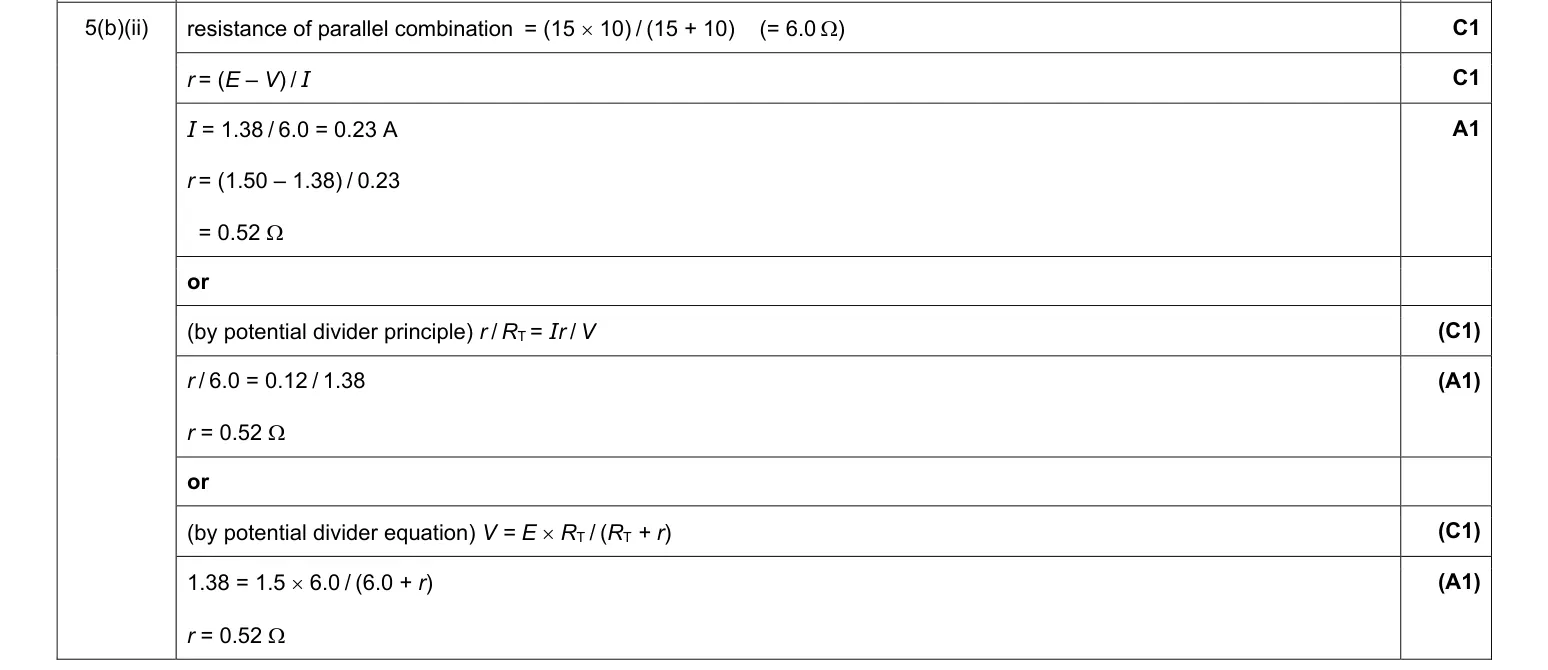 5(b)(ii) resistance of parallel combination = (15 × 10) / (15 + 10) (= 6.0 Ω) C1
r = (E – V) / I C1
I = 1.38 / 6.0 = 0.23 A A1
r = (1.50 – 1.38) / 0.23
= 0.52 Ω
or
(by potential divider principle) r / RT = Ir / V (C1)
r / 6.0 = 0.12 / 1.38 (A1)
r = 0.52 Ω
or
(by potential divider equation) V = E × RT / (RT + r) (C1)
1.38 = 1.5 × 6.0 / (6.0 + r) (A1)
r = 0.52 Ω